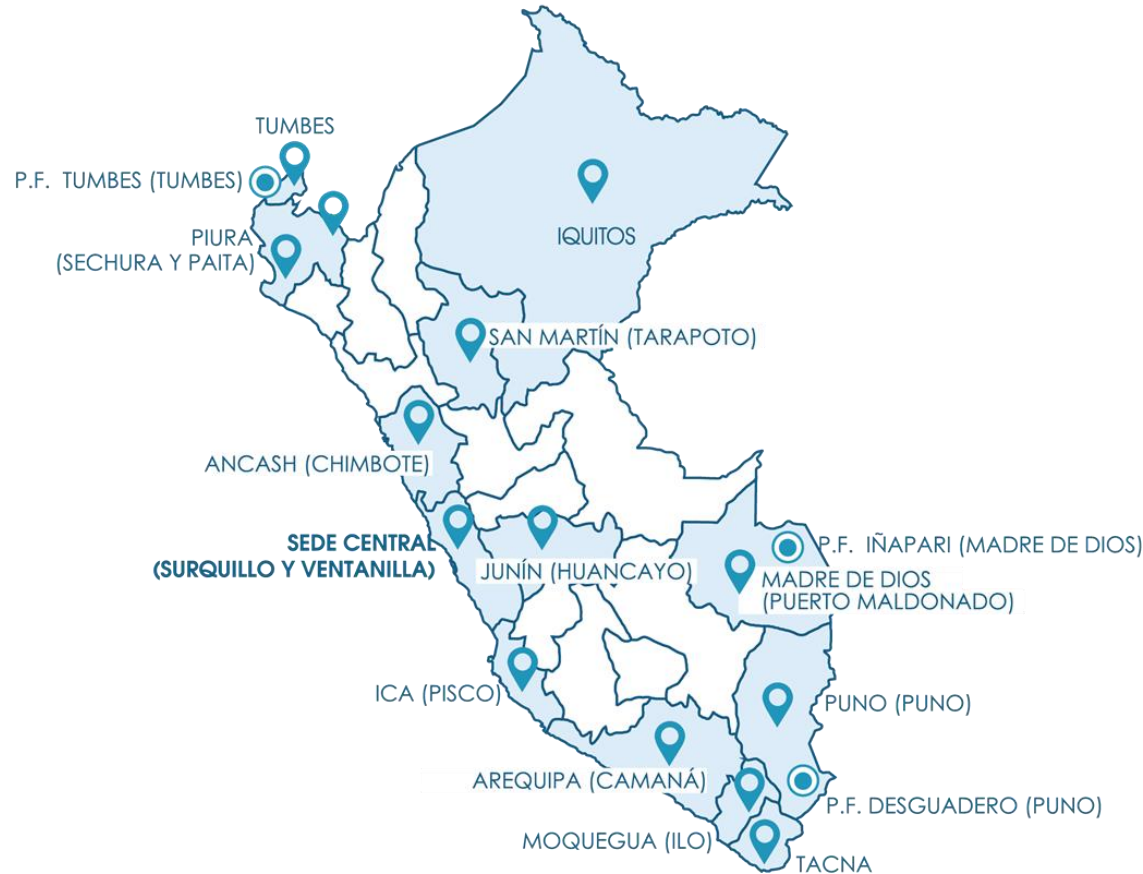 TUMBES
P.F. TUMBES (TUMBES)
PIURA
(SECHURA Y PAITA)
IQUITOS
SAN MARTÍN (TARAPOTO)
ANCASH (CHIMBOTE)
SEDE CENTRAL
(SURQUILLO Y VENTANILLA)
JUNÍN (HUANCAYO)
P.F. IÑAPARI (MADRE DE DIOS)
MADRE DE DIOS
(PUERTO MALDONADO)
ICA (PISCO)
PUNO (PUNO)
AREQUIPA (CAMANÁ)
P.F. DESGUADERO (PUNO)
MOQUEGUA (ILO)
TACNA